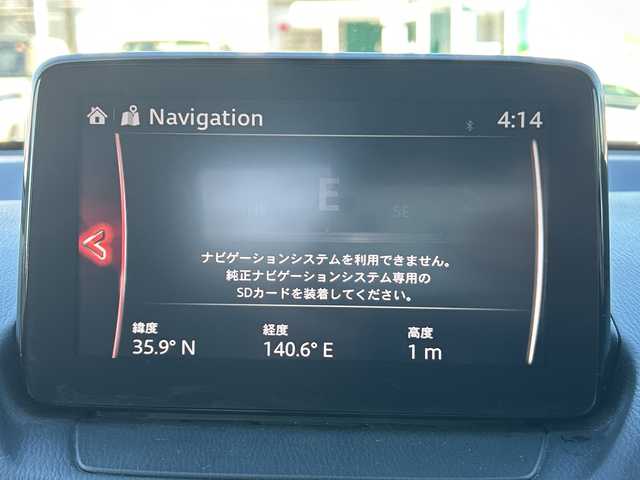 Navigation
4:14
E
SE
ナビゲーションシステムを利用できません。
純正ナビゲーションシステム専用の
SDカードを装着してください。
緯度 経度 高度
35.9° N 140.6° E 1 m